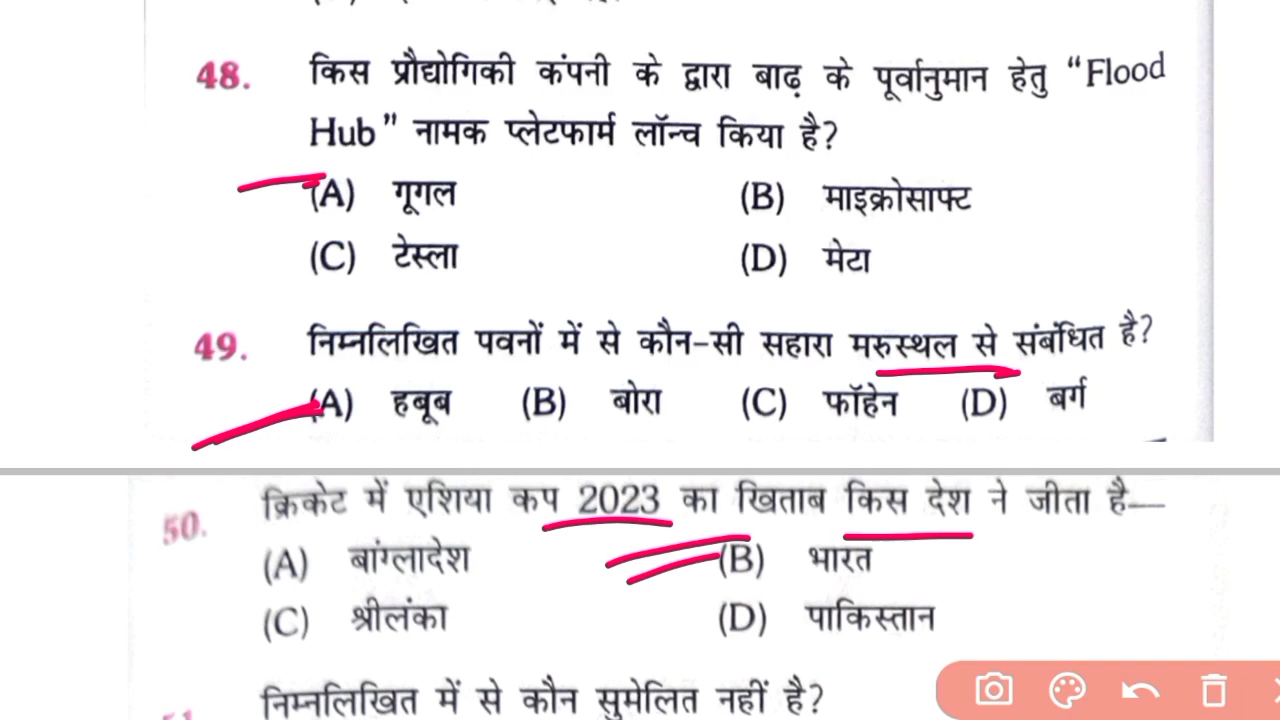 48. किस प्रौद्योगिकी कंपनी के द्वारा बाढ़ के पूर्वानुमान हेतु “Flood
Hub” नामक प्लेटफार्म लॉन्च किया है?
(A) गूगल (B) माइक्रोसाफ्ट
(C) टेस्ला (D) मेटा
49. निम्नलिखित पवनों में से कौन-सी सहारा मरुस्थल से संबंधित है?
(A) हबूब (B) बोरा (C) फॉहेन (D) बर्ग
50. क्रिकेट में एशिया कप 2023 का खिताब किस देश ने जीता है—
(A) बांग्लादेश (B) भारत
(C) श्रीलंका (D) पाकिस्तान
निम्नलिखित में से कौन सुमेलित नहीं है?